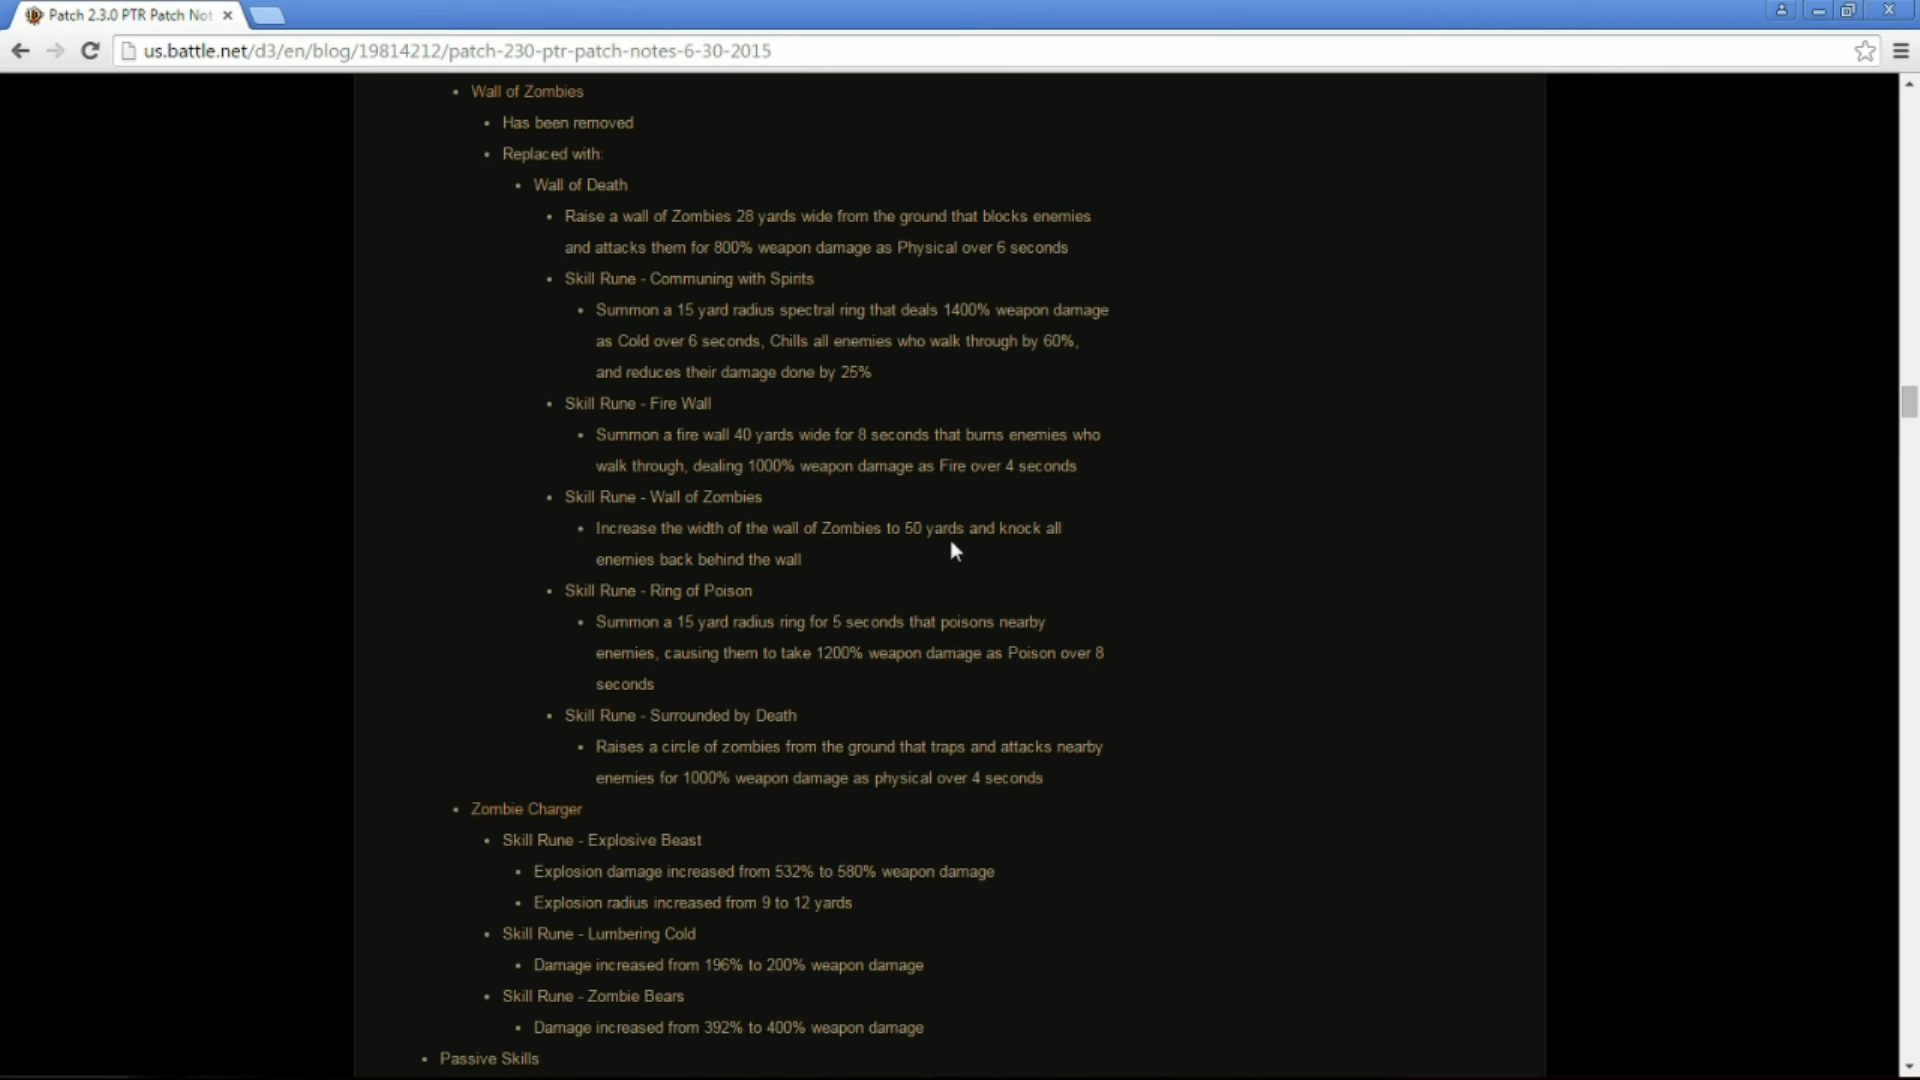 Patch 2.3.0 PTR Patch Not
us.battle.net/d3/en/blog/19814212/patch-230-ptr-patch-notes-6-30-2015
Wall of Zombies
Has been removed
Replaced with:
Wall of Death
Raise a wall of Zombies 28 yards wide from the ground that blocks enemies
and attacks them for 800% weapon damage as Physical over 6 seconds
Skill Rune - Communing with Spirits
Summon a 15 yard radius spectral ring that deals 1400% weapon damage
as Cold over 6 seconds, Chills all enemies who walk through by 60%,
and reduces their damage done by 25%
Skill Rune - Fire Wall
Summon a fire wall 40 yards wide for 8 seconds that burns enemies who
walk through, dealing 1000% weapon damage as Fire over 4 seconds
Skill Rune - Wall of Zombies
Increase the width of the wall of Zombies to 50 yards and knock all
enemies back behind the wall
Skill Rune - Ring of Poison
Summon a 15 yard radius ring for 5 seconds that poisons nearby
enemies, causing them to take 1200% weapon damage as Poison over 8
seconds
Skill Rune - Surrounded by Death
Raises a circle of zombies from the ground that traps and attacks nearby
enemies for 1000% weapon damage as physical over 4 seconds
Zombie Charger
Skill Rune - Explosive Beast
Explosion damage increased from 532% to 580% weapon damage
Explosion radius increased from 9 to 12 yards
Skill Rune - Lumbering Cold
Damage increased from 196% to 200% weapon damage
Skill Rune - Zombie Bears
Damage increased from 392% to 400% weapon damage
Passive Skills